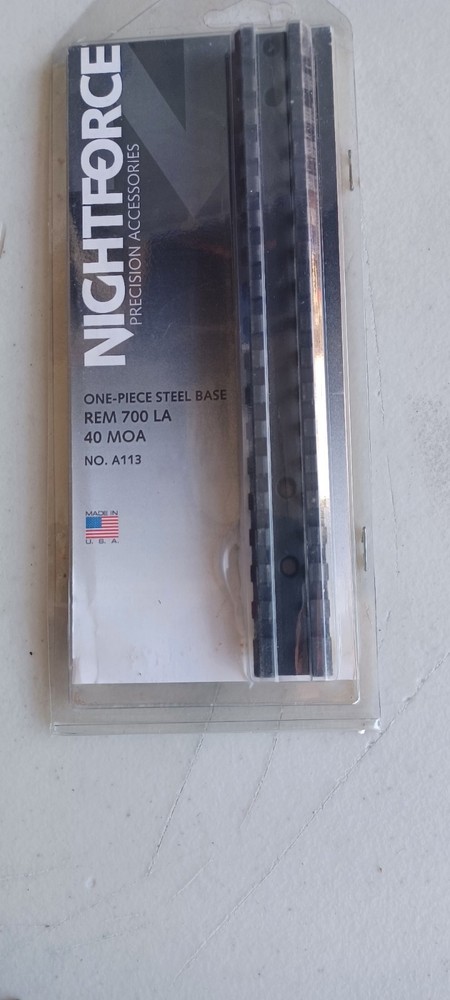 NIGHTFORCE
PRECISION ACCESSORIES
ONE-PIECE STEEL BASE
REM 700 LA
40 MOA
NO. A113
MADE IN
U. S. A.